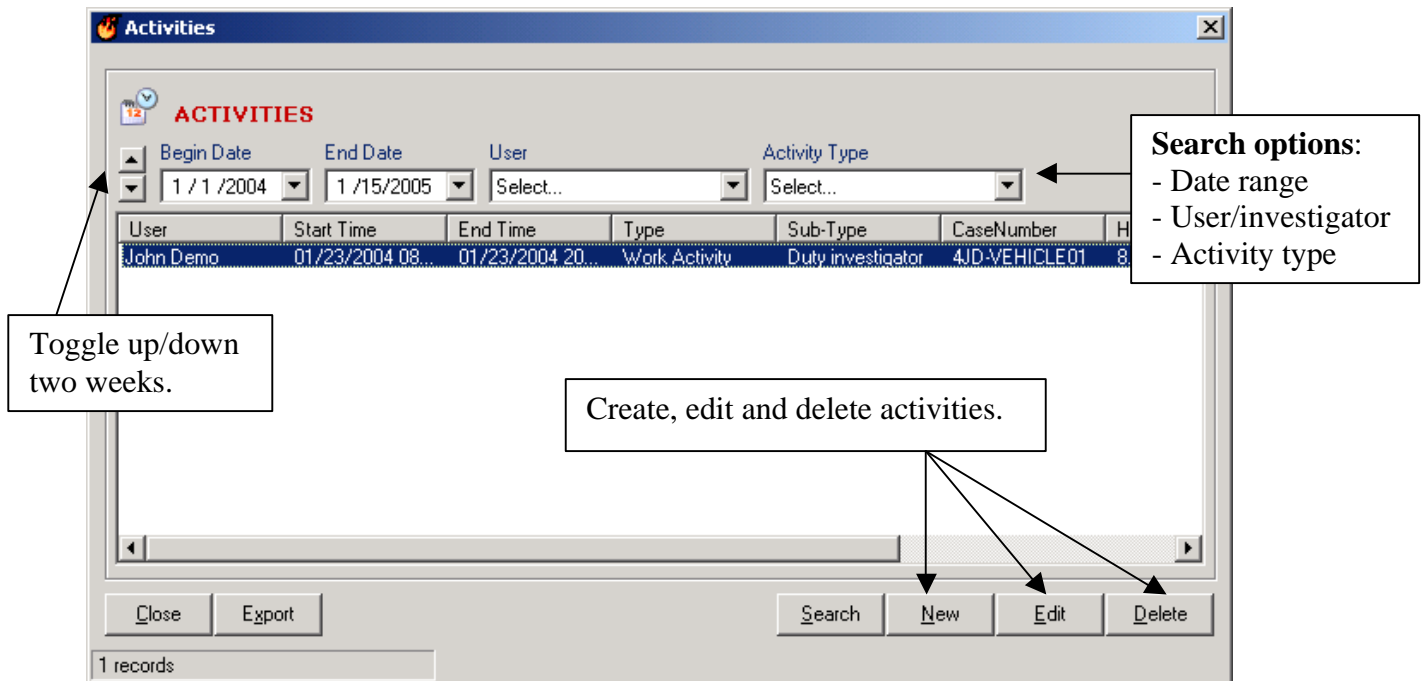 Activities
12
ACTIVITIES
Begin Date End Date User Activity Type
1 / 1 /2004 1 /15/2005 Select... Select...
Search options:
- Date range
- User/investigator
- Activity type
User Start Time End Time Type Sub-Type CaseNumber H
John Demo 01/23/2004 08... 01/23/2004 20... Work Activity Duty investigator 4JD-VEHICLE01 8.
Toggle up/down
two weeks.
Create, edit and delete activities.
Close Export Search New Edit Delete
1 records